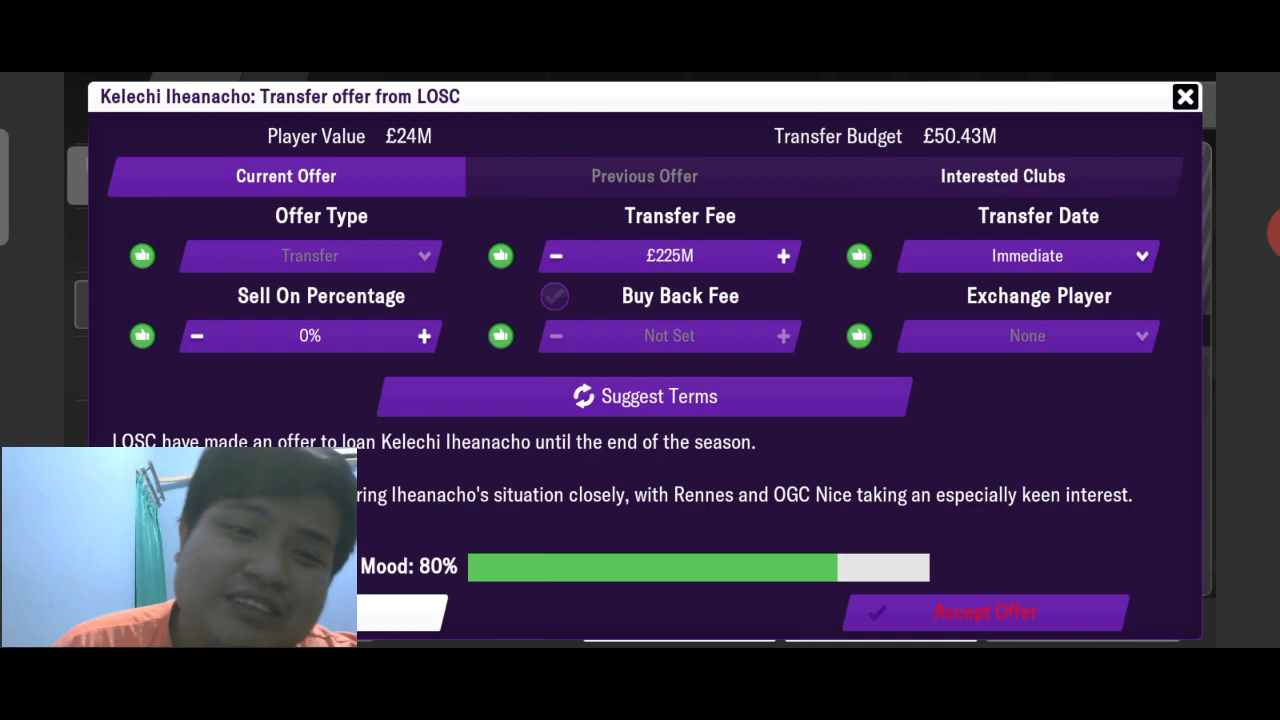 Kelechi Iheanacho: Transfer offer from LOSC
Player Value £24M Transfer Budget £50.43M
Current Offer Previous Offer Interested Clubs
Offer Type Transfer Fee Transfer Date
Transfer £225M Immediate
Sell On Percentage Buy Back Fee Exchange Player
0% Not Set None
Suggest Terms
LOSC have made an offer to loan Kelechi Iheanacho until the end of the season.
Iheanacho's situation closely, with Rennes and OGC Nice taking an especially keen interest.
Mood: 80%
Accept Offer